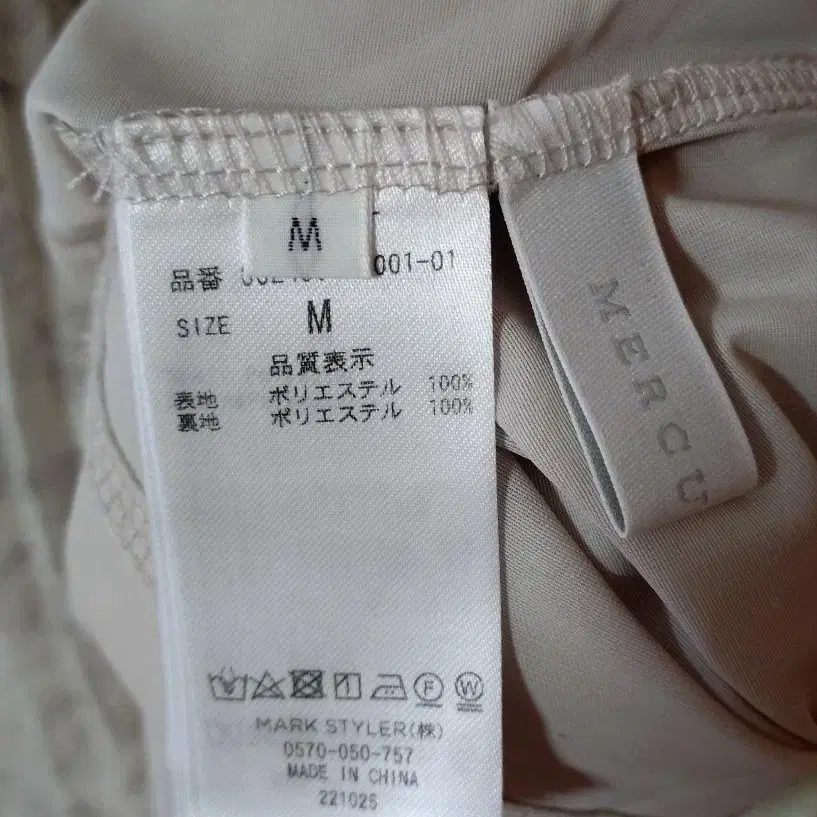 M
品番 001-01
SIZE M
品質表示
表地 ポリエステル 100%
裏地 ポリエステル 100%
F W
MARK STYLER(株)
0570-050-757
MADE IN CHINA
221025
MERCU